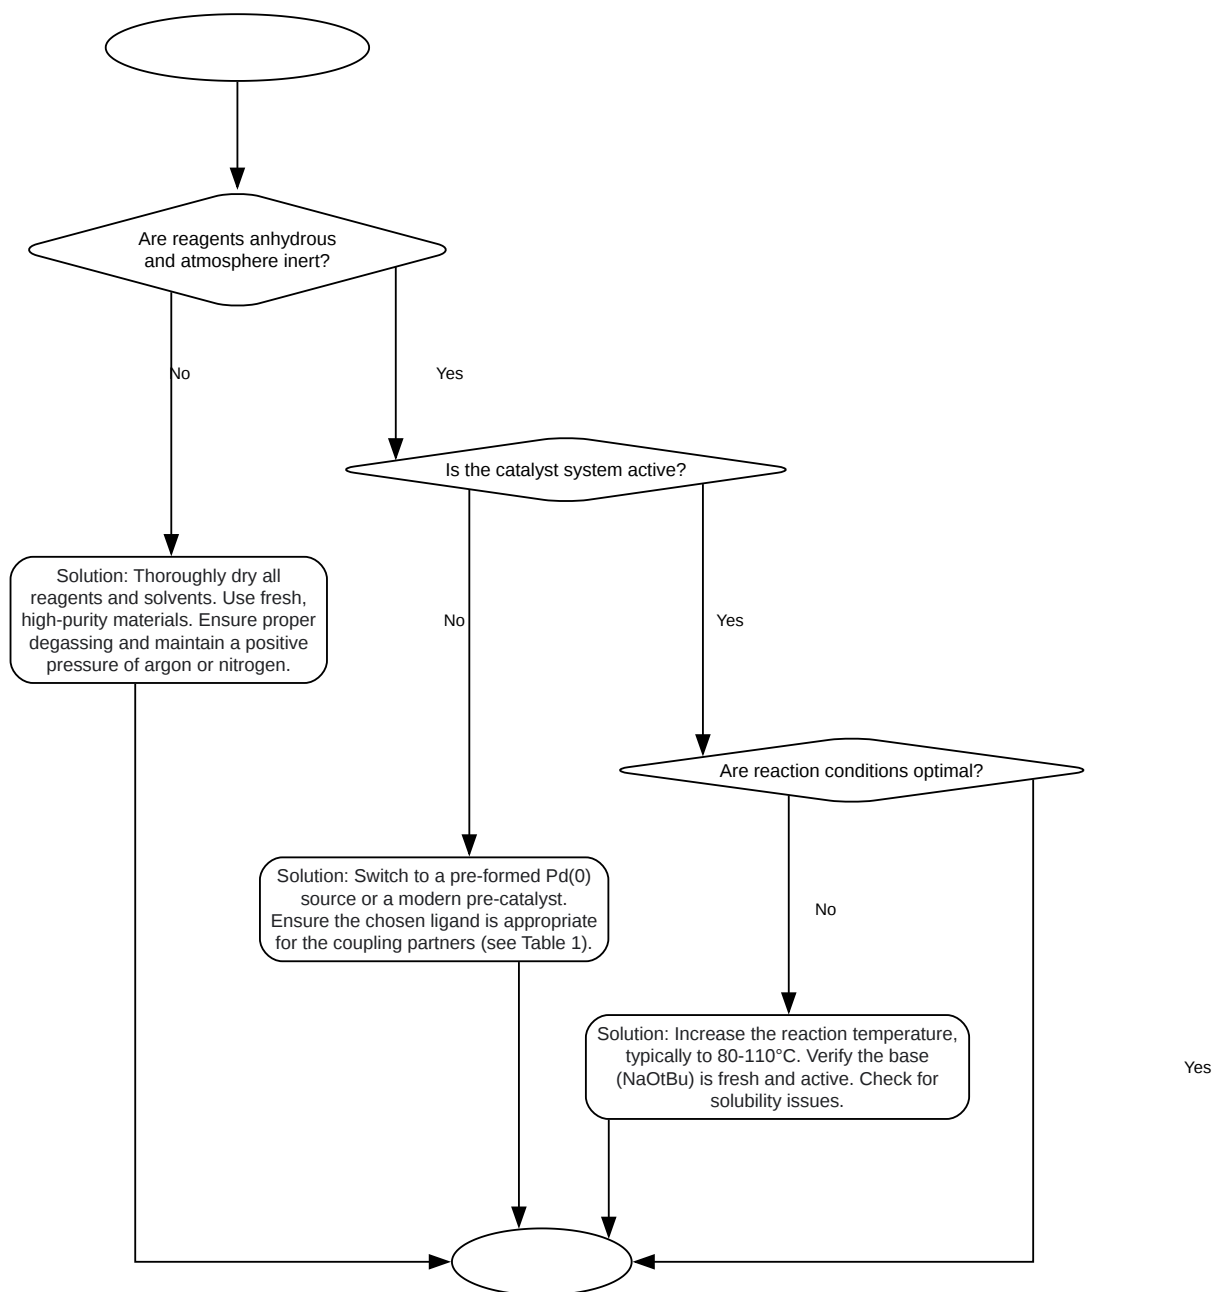 Are reagents anhydrous
and atmosphere inert?
No
Yes
Is the catalyst system active?
Solution: Thoroughly dry all
reagents and solvents. Use fresh,
high-purity materials. Ensure proper
degassing and maintain a positive
pressure of argon or nitrogen.
No
Yes
Are reaction conditions optimal?
Solution: Switch to a pre-formed Pd(0)
source or a modern pre-catalyst.
Ensure the chosen ligand is appropriate
for the coupling partners (see Table 1).
No
Solution: Increase the reaction temperature,
typically to 80-110°C. Verify the base
(NaOtBu) is fresh and active. Check for
solubility issues.
Yes